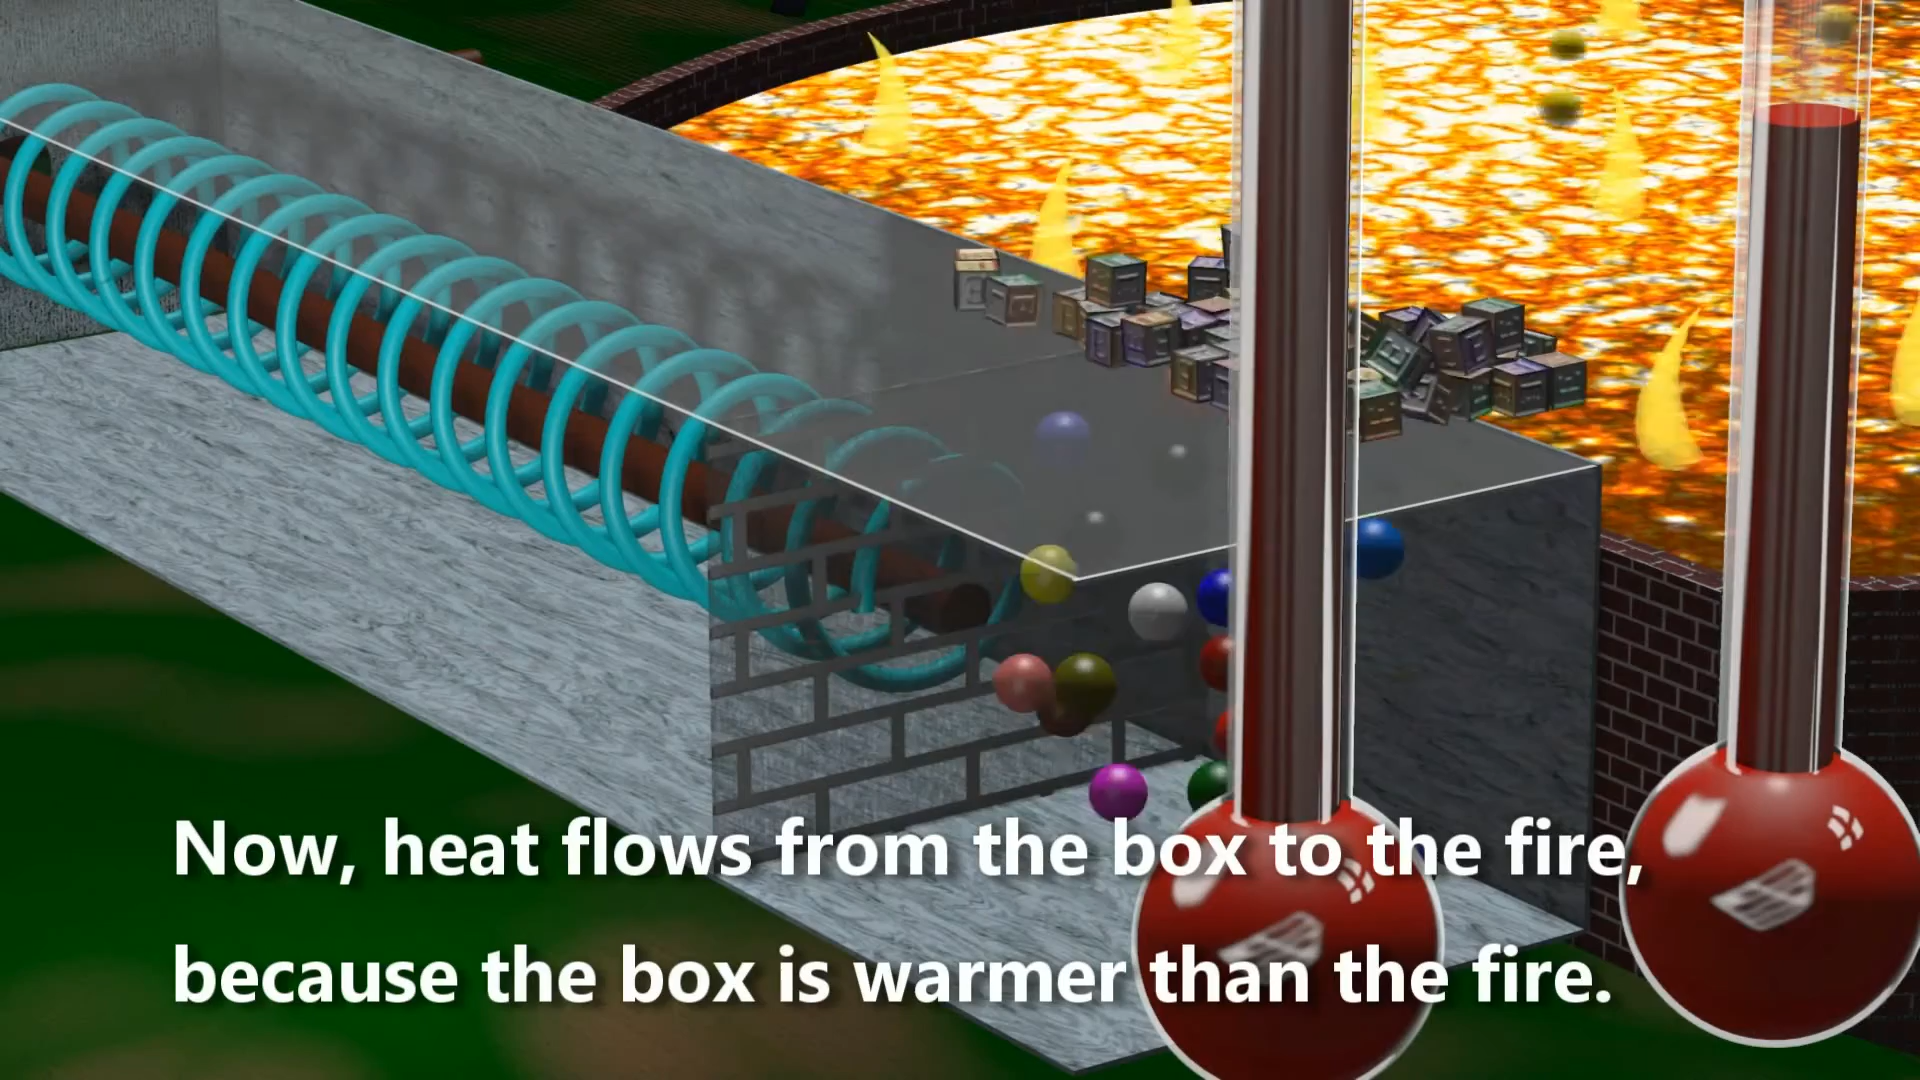 Now, heat flows from the box to the fire,
because the box is warmer than the fire.